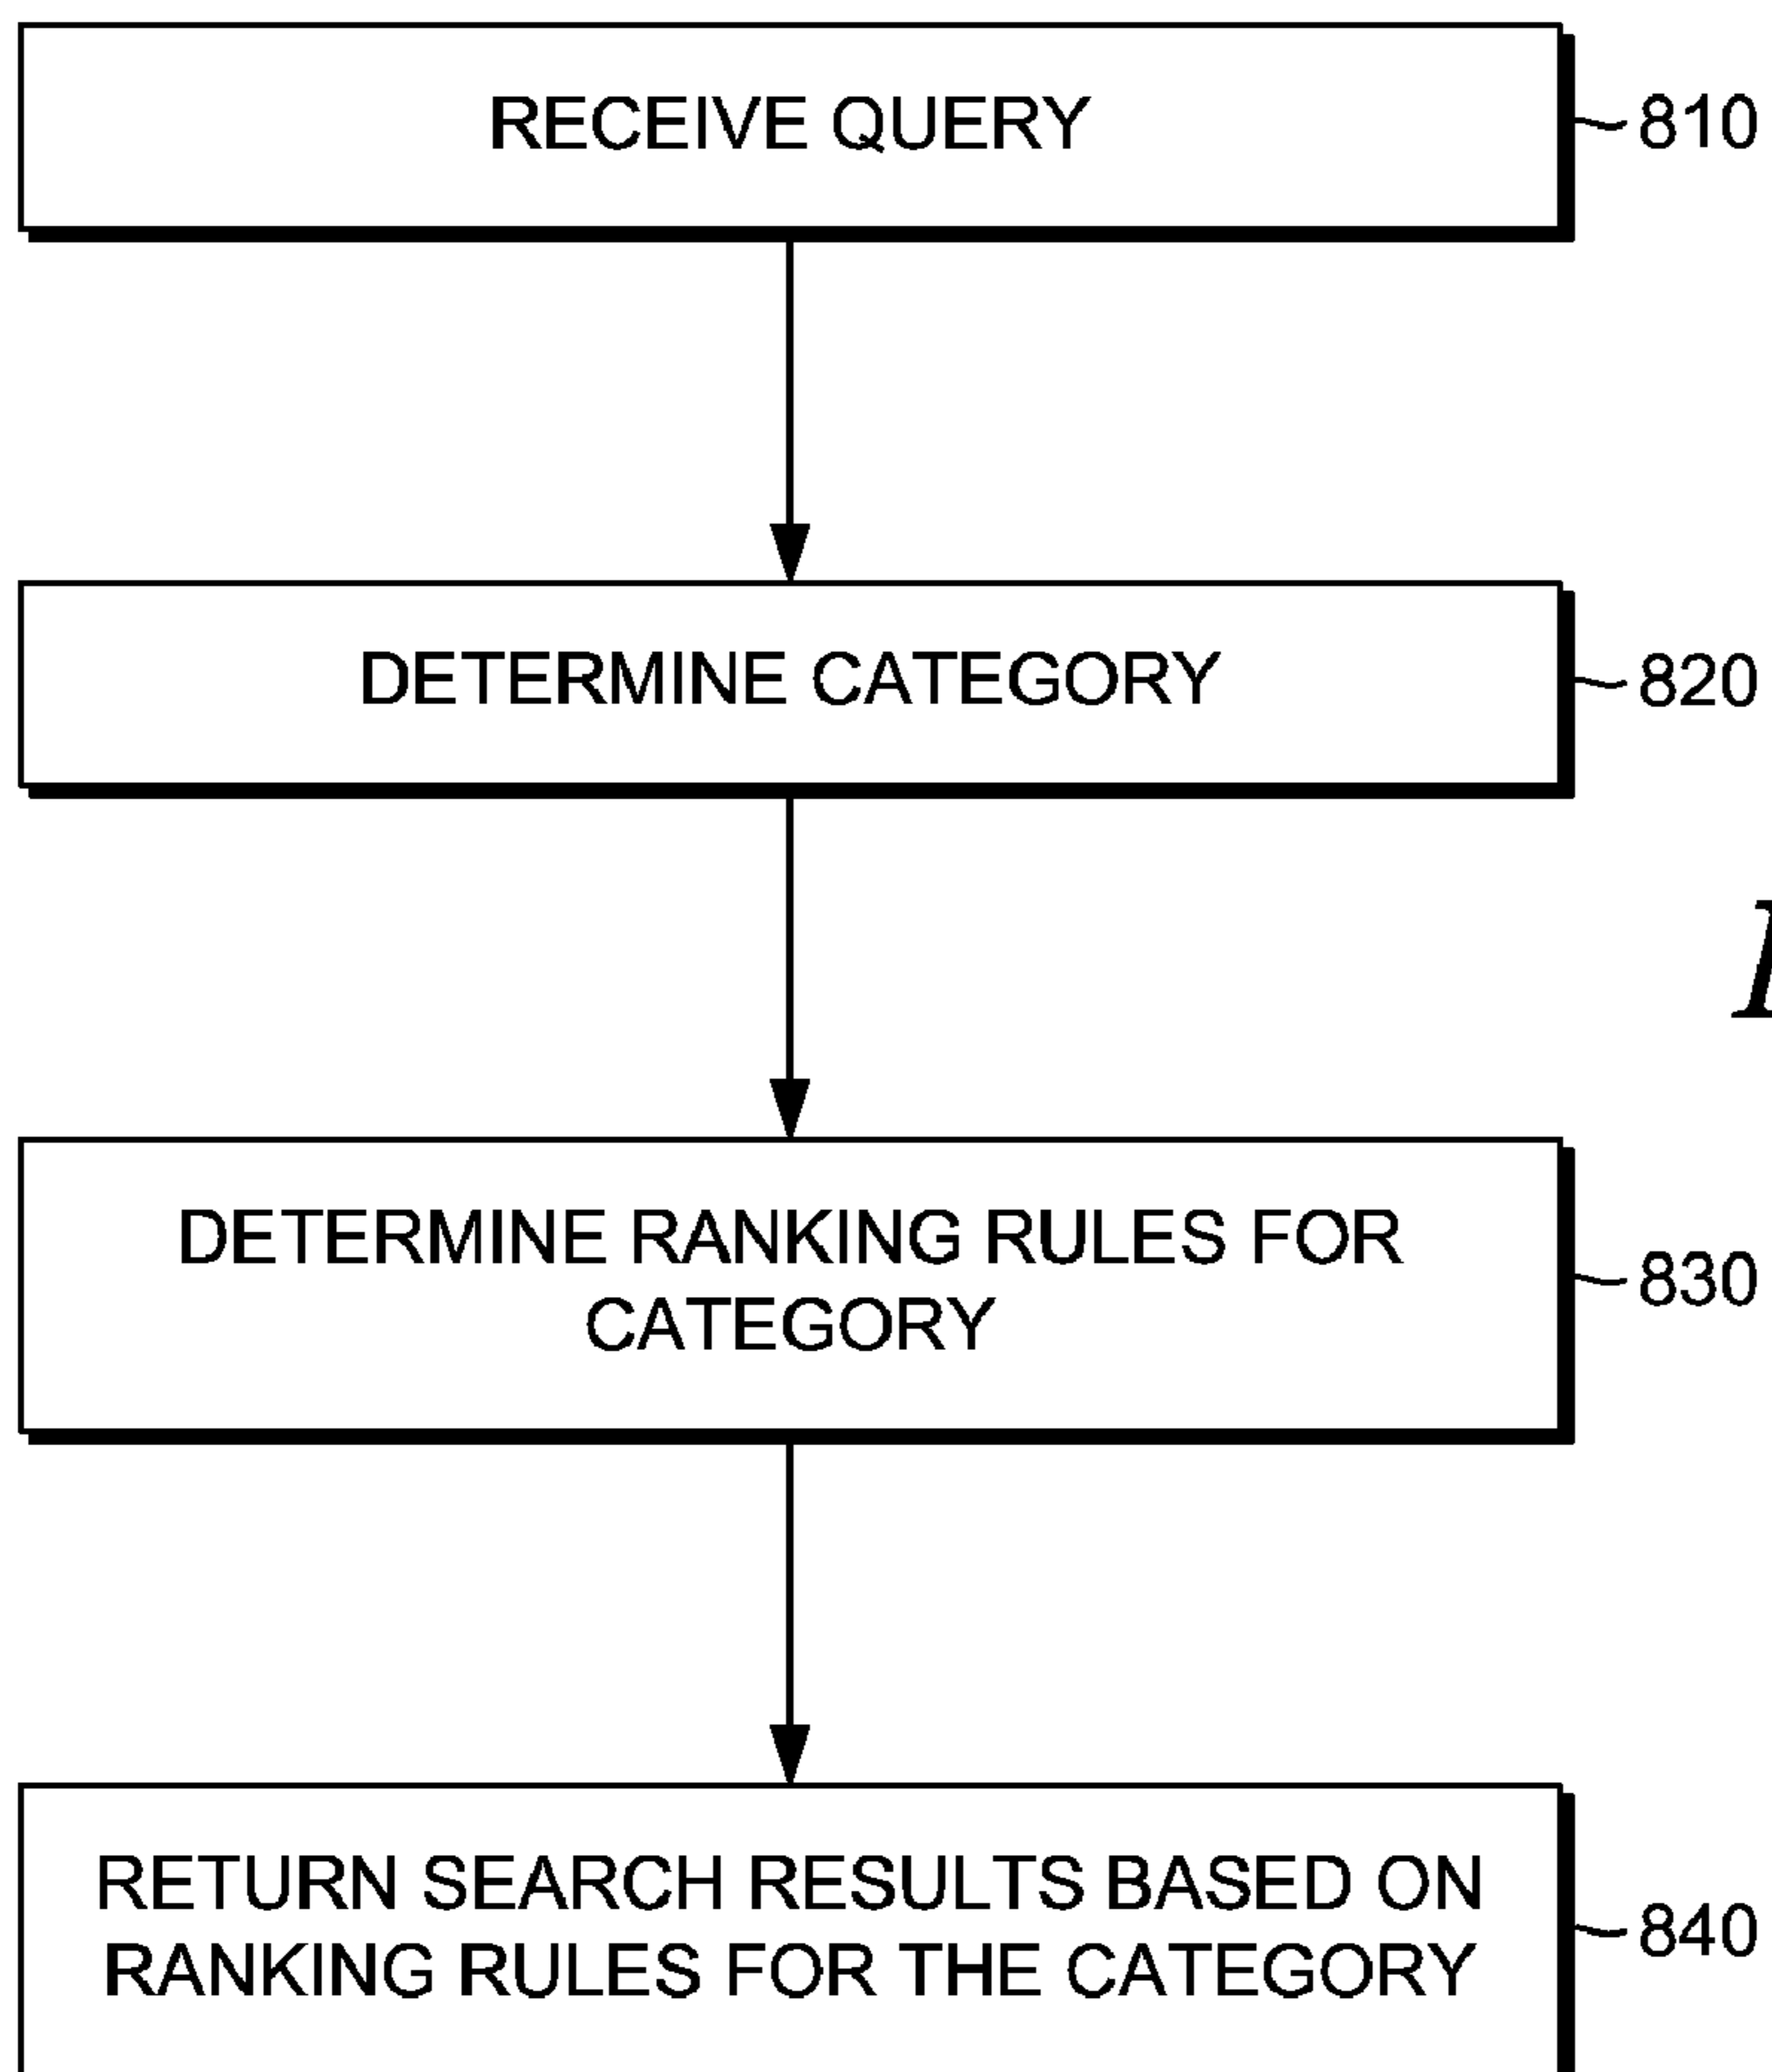 RECEIVE QUERY
810
DETERMINE CATEGORY
820
DETERMINE RANKING RULES FOR
CATEGORY
830
RETURN SEARCH RESULTS BASED ON
RANKING RULES FOR THE CATEGORY
840